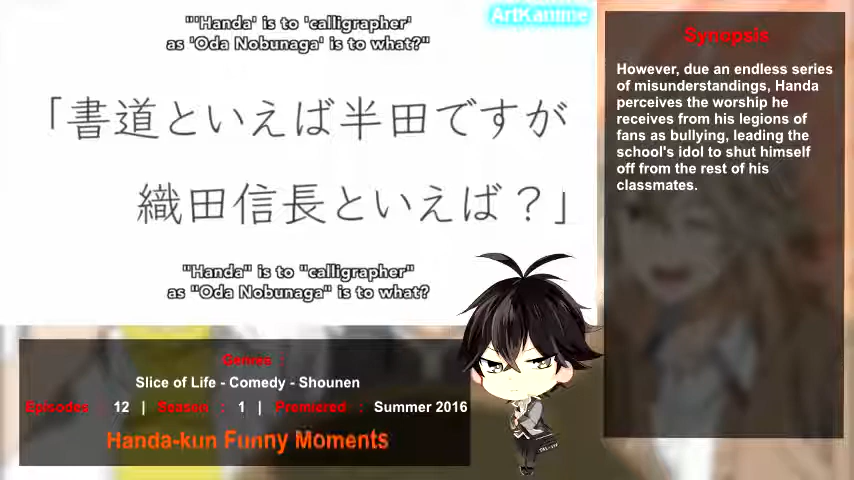 "'Handa' is to 'calligrapher'
as 'Oda Nobunaga' is to what?"
ArtKanime
「書道といえば半田ですが
織田信長といえば？」
"Handa" is to "calligrapher"
as "Oda Nobunaga" is to what?
Synopsis
However, due an endless series
of misunderstandings, Handa
perceives the worship he
receives from his legions of
fans as bullying, leading the
school's idol to shut himself
off from the rest of his
classmates.
Genres :
Slice of Life - Comedy - Shounen
Episodes : 12 | Season : 1 | Premiered : Summer 2016
Handa-kun Funny Moments